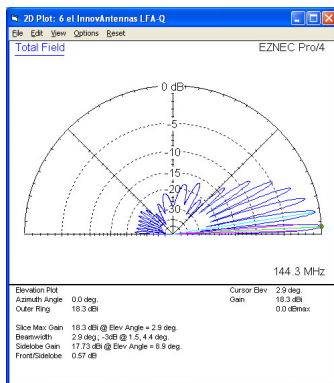 2D Plot: 6 el InnovAntennas LFA-Q
File Edit View Options Reset
Total Field EZNEC Pro/4
0 dB
-5
-10
-15
-20
-30
144.3 MHz
Elevation Plot Cursor Elev 2.9 deg.
Azimuth Angle 0.0 deg. Gain 18.3 dBi
Outer Ring 18.3 dBi 0.0 dBmax
Slice Max Gain 18.3 dBi @ Elev Angle = 2.9 deg.
Beamwidth 2.9 deg.; -3dB @ 1.5, 4.4 deg.
Sidelobe Gain 17.73 dBi @ Elev Angle = 8.9 deg.
Front/Sidelobe 0.57 dB